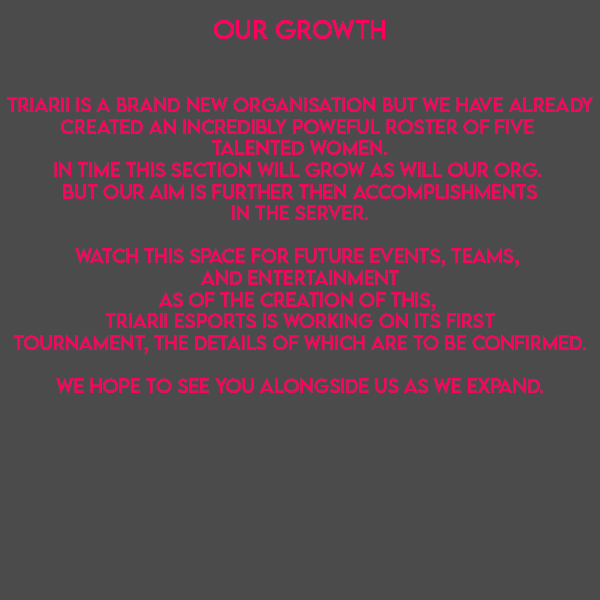 OUR GROWTH
TRIARII IS A BRAND NEW ORGANISATION BUT WE HAVE ALREADY
CREATED AN INCREDIBLY POWEFUL ROSTER OF FIVE
TALENTED WOMEN.
IN TIME THIS SECTION WILL GROW AS WILL OUR ORG.
BUT OUR AIM IS FURTHER THEN ACCOMPLISHMENTS
IN THE SERVER.
WATCH THIS SPACE FOR FUTURE EVENTS, TEAMS,
AND ENTERTAINMENT
AS OF THE CREATION OF THIS,
TRIARII ESPORTS IS WORKING ON ITS FIRST
TOURNAMENT, THE DETAILS OF WHICH ARE TO BE CONFIRMED.
WE HOPE TO SEE YOU ALONGSIDE US AS WE EXPAND.